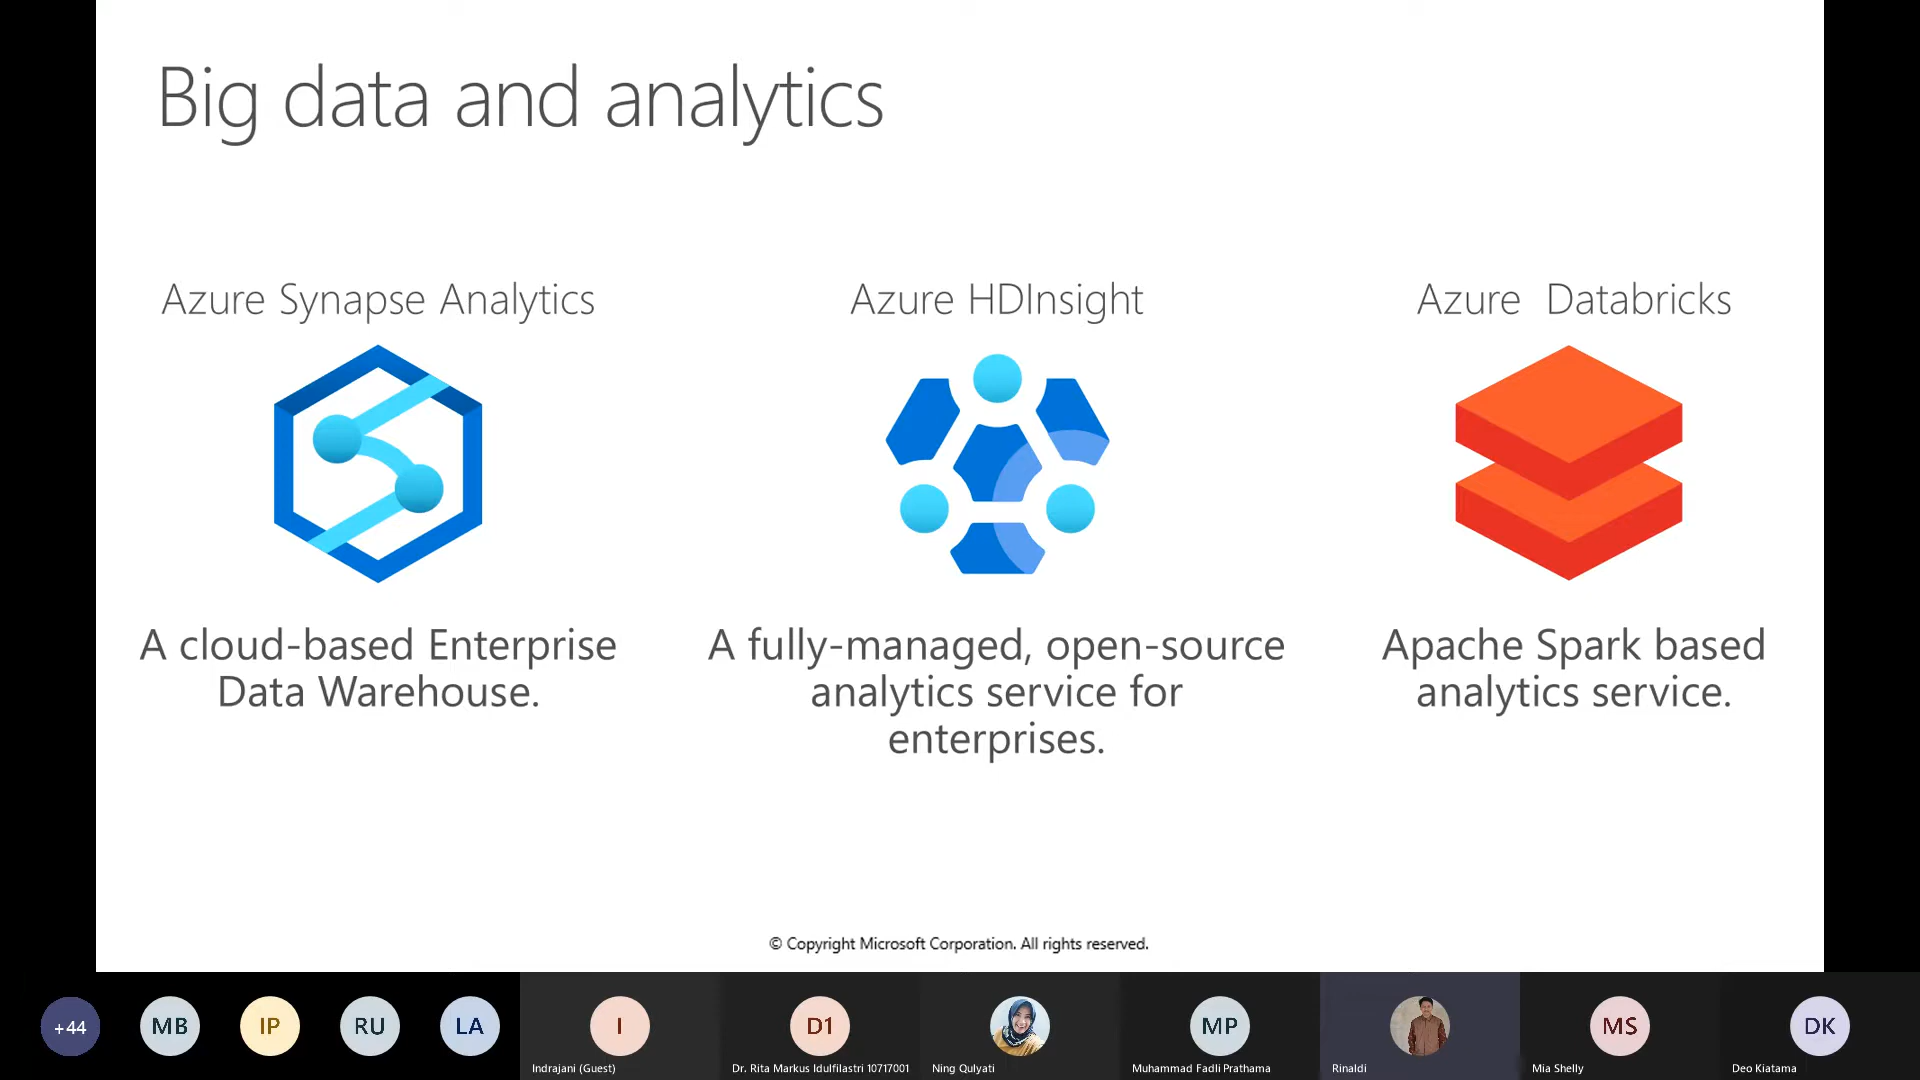 Big data and analytics
Azure Synapse Analytics
A cloud-based Enterprise
Data Warehouse.
Azure HDInsight
A fully-managed, open-source
analytics service for
enterprises.
Azure  Databricks
Apache Spark based
analytics service.
© Copyright Microsoft Corporation. All rights reserved.
+44
MB
IP
RU
LA
I
Indrajani (Guest)
D1
Dr. Rita Markus Idulfilastri 10717001
Ning Qulyati
MP
Muhammad Fadli Prathama
Rinaldi
MS
Mia Shelly
DK
Deo Kiatama